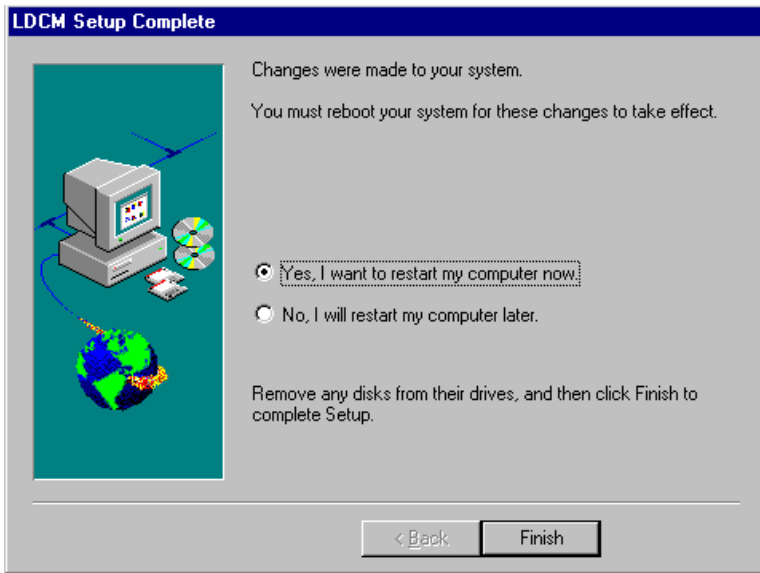 LDCM Setup Complete
Changes were made to your system.
You must reboot your system for these changes to take effect.
Yes, I want to restart my computer now.
No, I will restart my computer later.
Remove any disks from their drives, and then click Finish to
complete Setup.
< Back
Finish